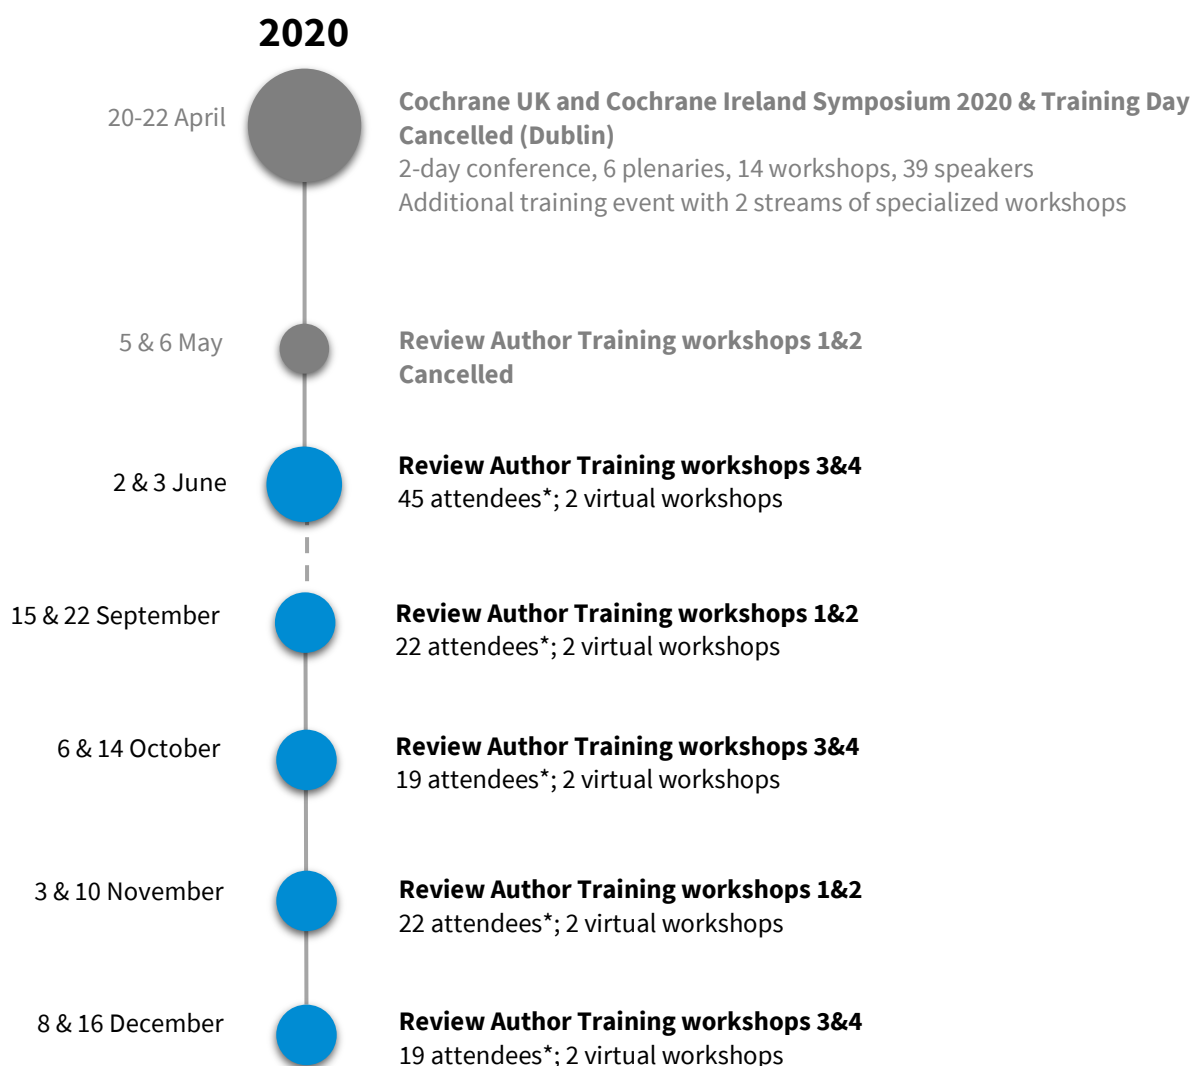 2020
20-22 April
Cochrane UK and Cochrane Ireland Symposium 2020 & Training Day
Cancelled (Dublin)
2-day conference, 6 plenaries, 14 workshops, 39 speakers
Additional training event with 2 streams of specialized workshops
5 & 6 May
Review Author Training workshops 1&2
Cancelled
2 & 3 June
Review Author Training workshops 3&4
45 attendees*; 2 virtual workshops
15 & 22 September
Review Author Training workshops 1&2
22 attendees*; 2 virtual workshops
6 & 14 October
Review Author Training workshops 3&4
19 attendees*; 2 virtual workshops
3 & 10 November
Review Author Training workshops 1&2
22 attendees*; 2 virtual workshops
8 & 16 December
Review Author Training workshops 3&4
19 attendees*; 2 virtual workshops